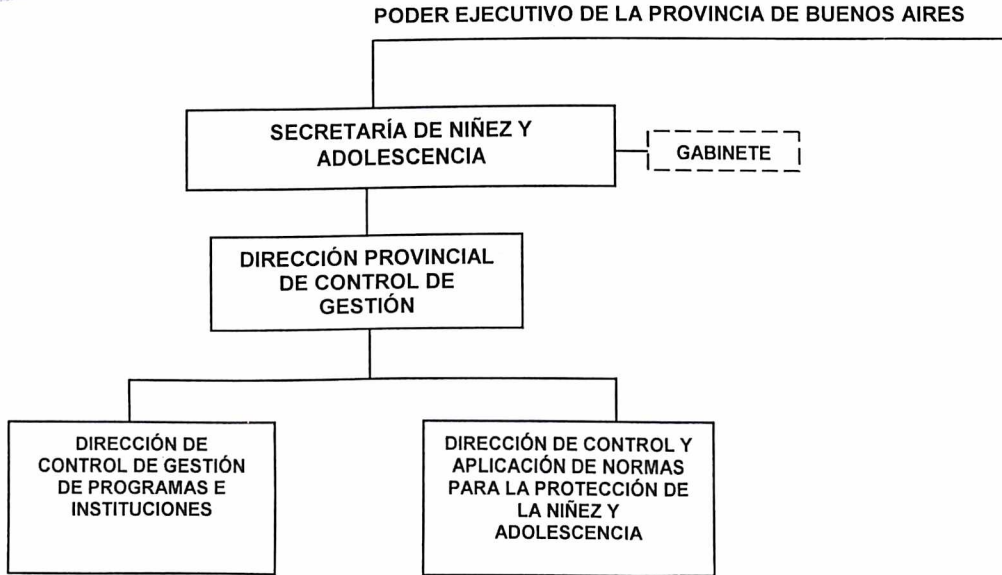 PODER EJECUTIVO DE LA PROVINCIA DE BUENOS AIRES
SECRETARÍA DE NIÑEZ Y
ADOLESCENCIA
GABINETE
DIRECCIÓN PROVINCIAL
DE CONTROL DE
GESTIÓN
DIRECCIÓN DE
CONTROL DE GESTIÓN
DE PROGRAMAS E
INSTITUCIONES
DIRECCIÓN DE CONTROL Y
APLICACIÓN DE NORMAS
PARA LA PROTECCIÓN DE
LA NIÑEZ Y
ADOLESCENCIA